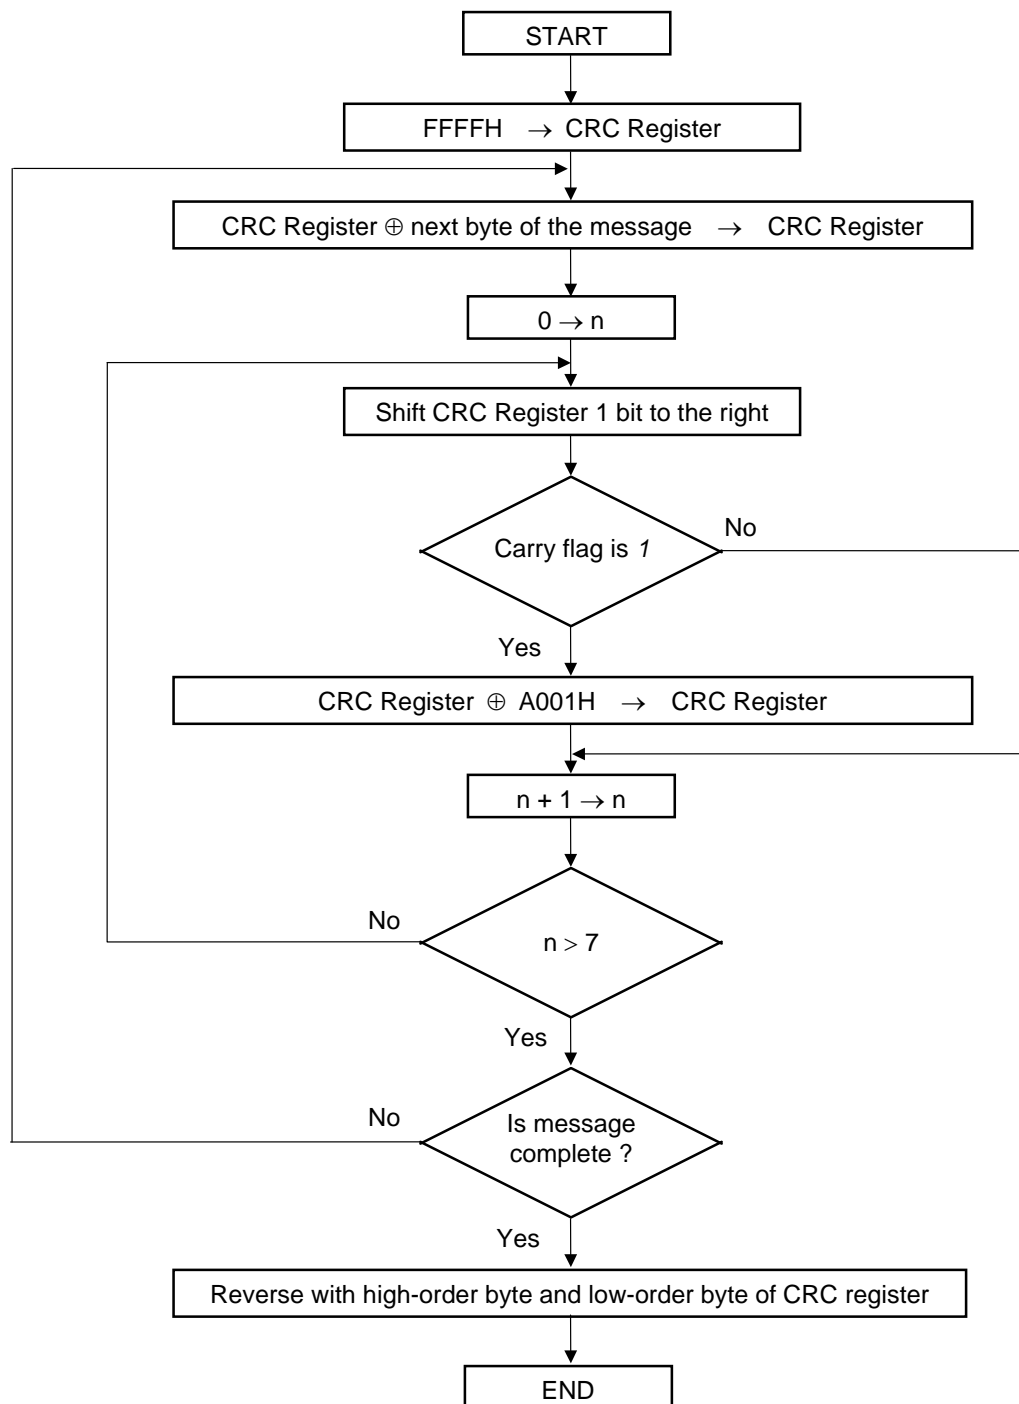 START
FFFFH → CRC Register
CRC Register ⊕ next byte of the message → CRC Register
0 → n
Shift CRC Register 1 bit to the right
Carry flag is 1
No
Yes
CRC Register ⊕ A001H → CRC Register
n + 1 → n
No
n > 7
Yes
No
Is message
complete ?
Yes
Reverse with high-order byte and low-order byte of CRC register
END